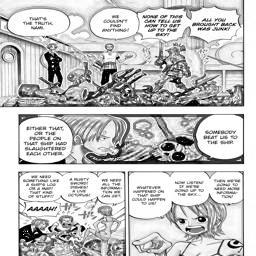 ALL YOU
BROUGHT BACK
WAS JUNK!
NONE OF THIS
CAN TELL US
HOW TO GET
UP TO THE
SKY!
WE
COULDN'T
FIND
ANYTHING!
THAT'S
THE TRUTH,
NAMI.
SOMEBODY
BEAT US TO
THE SHIP.
EITHER THAT,
OR THE
PEOPLE ON
THAT SHIP HAD
SLAUGHTERED
EACH OTHER.
THEN WE'RE
GOING TO
NEED MORE
INFORMATION!
NOW LISTEN!
IF WE'RE
GOING UP TO
THE SKY...
WHATEVER
HAPPENED ON
THAT SHIP
COULD HAPPEN
TO US!
WE NEED
ALL THE
INFORMATION
WE CAN
GET.
A RUSTY
SWORD!
DISHES!
A LIVE
OCTOPUS!
WE NEED
SOMETHING LIKE
A SHIP'S LOG
OR A MAP!
THAT KIND
OF STUFF!!
AAAAH!